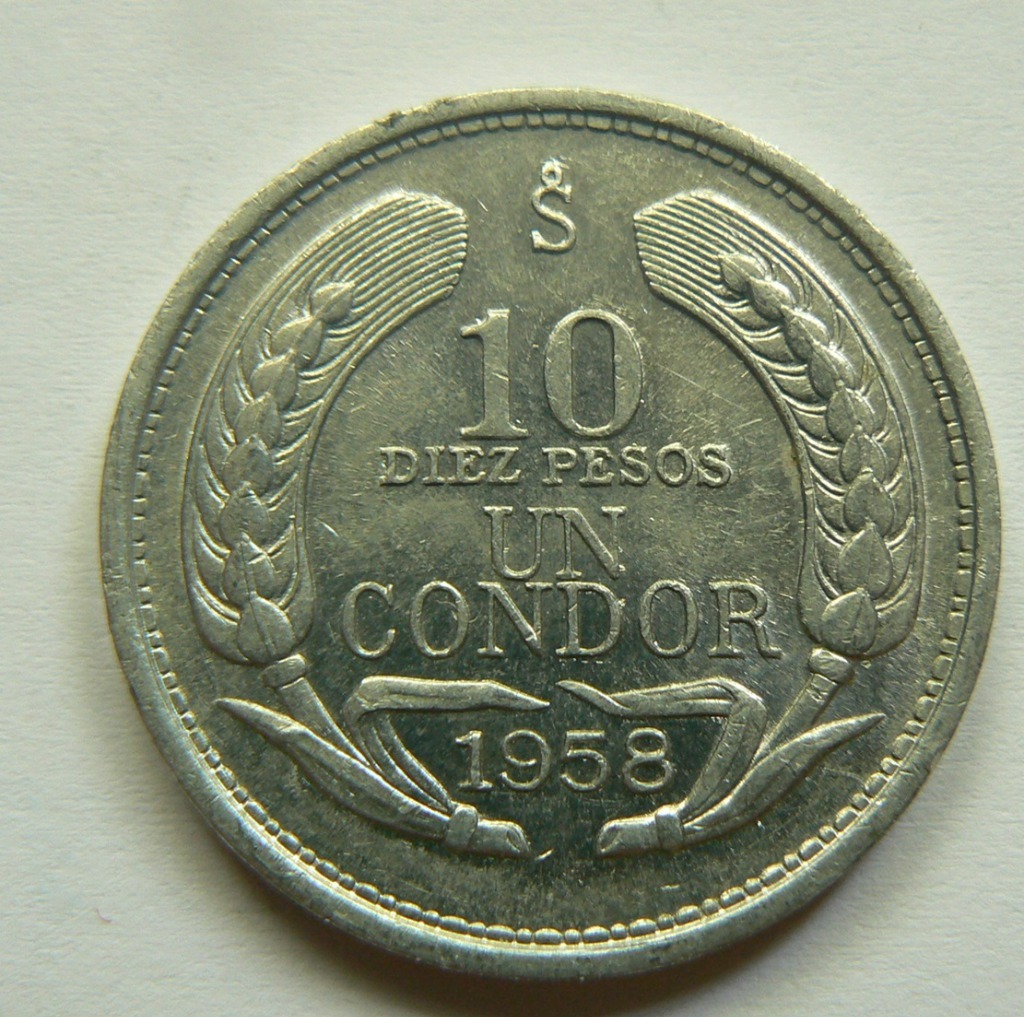 S̊
10
DIEZ PESOS
UN
CONDOR
1958